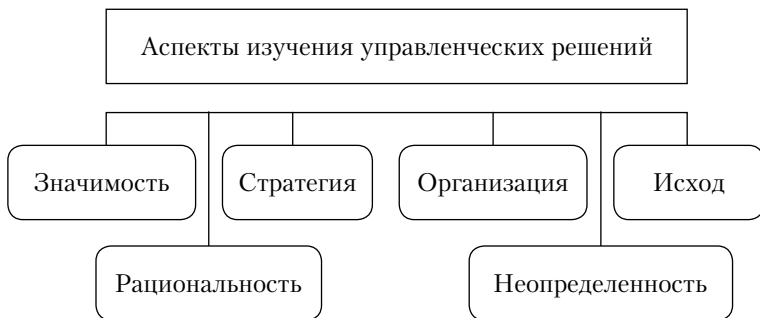 Аспекты изучения управленческих решений
Значимость
Стратегия
Организация
Исход
Рациональность
Неопределенность